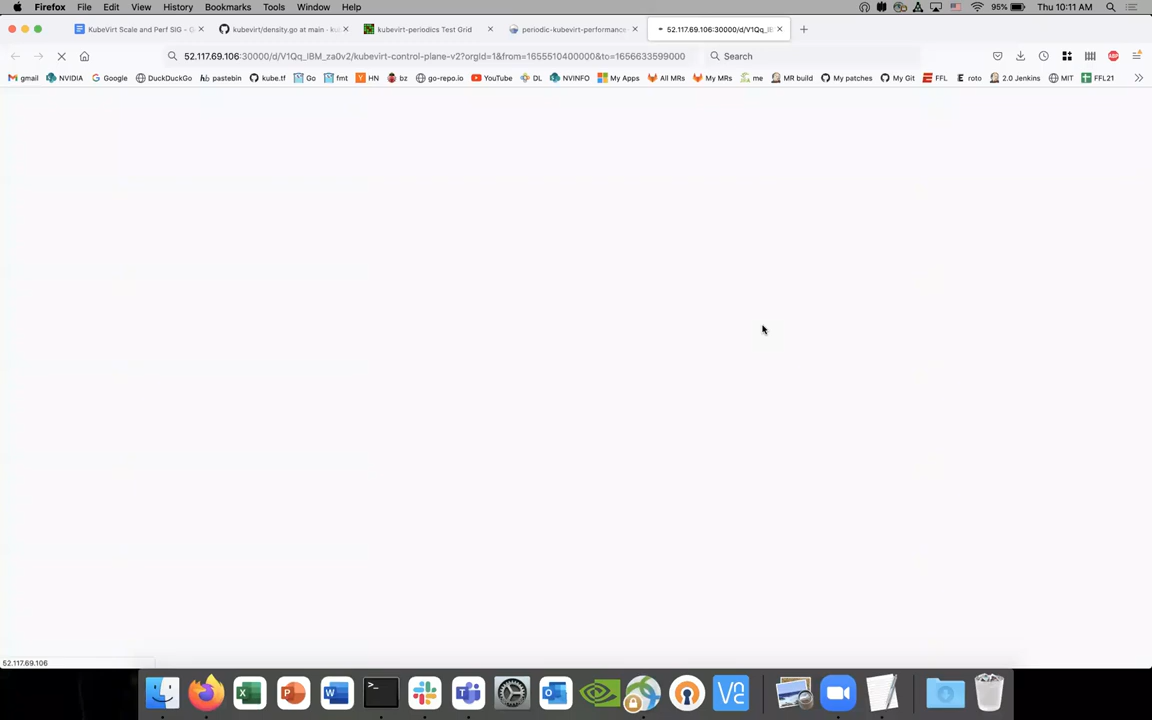 Firefox File Edit View History Bookmarks Tools Window Help 95% Thu 10:11 AM
KubeVirt Scale and Perf SIG - G kubevirt/density.go at main · ku kubevirt-periodics Test Grid periodic-kubevirt-performance 52.117.69.106:30000/d/V1Qq_I
52.117.69.106:30000/d/V1Qq_IBM_za0v2/kubevirt-control-plane-v2?orgId=1&from=1655510400000&to=1656633599000 Search
gmail NVIDIA Google DuckDuckGo pastebin kube.tf Go fmt HN bz go-repo.io YouTube DL NVINFO My Apps All MRs My MRs me MR build My patches My Git FFL roto 2.0 Jenkins MIT FFL21
52.117.69.106